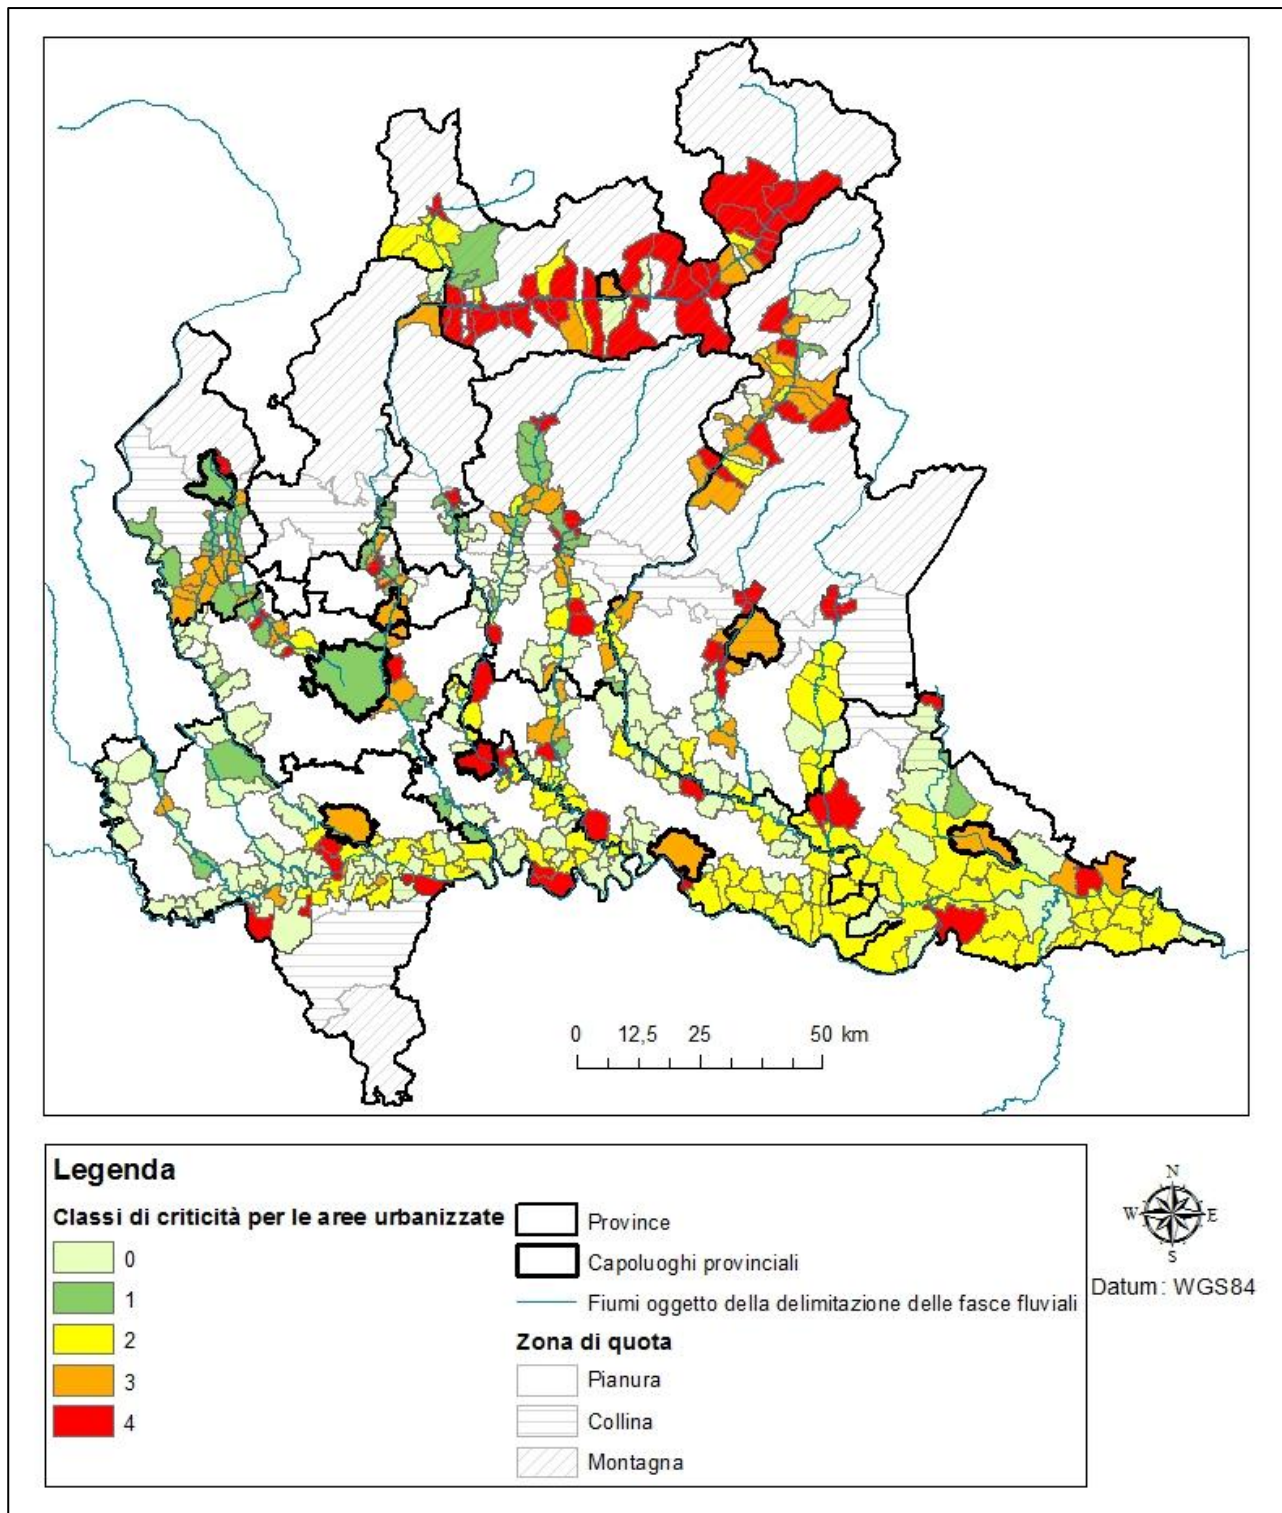 0 12,5 25 50 km
Legenda
Classi di criticità per le aree urbanizzate
0
1
2
3
4
Province
Capoluoghi provinciali
Fiumi oggetto della delimitazione delle fasce fluviali
Zona di quota
Pianura
Collina
Montagna
N
W E
S
Datum: WGS84